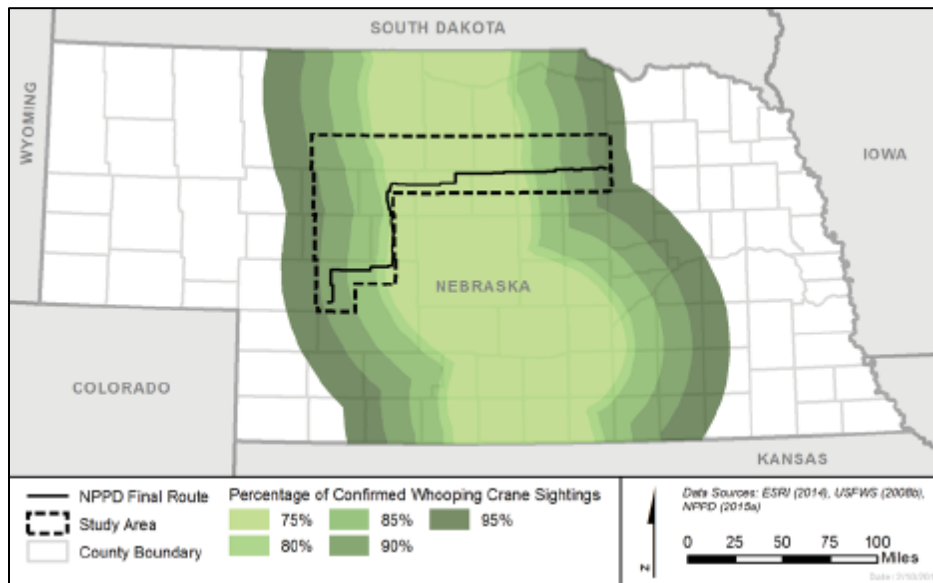 SOUTH DAKOTA
WYOMING
IOWA
NEBRASKA
COLORADO
KANSAS
NPPD Final Route
Study Area
County Boundary
Percentage of Confirmed Whooping Crane Sightings
75% 85% 95%
80% 90%
N
Data Sources: ESRI (2014), USFWS (2008b),
NPPD (2015a)
0 25 50 75 100
Miles